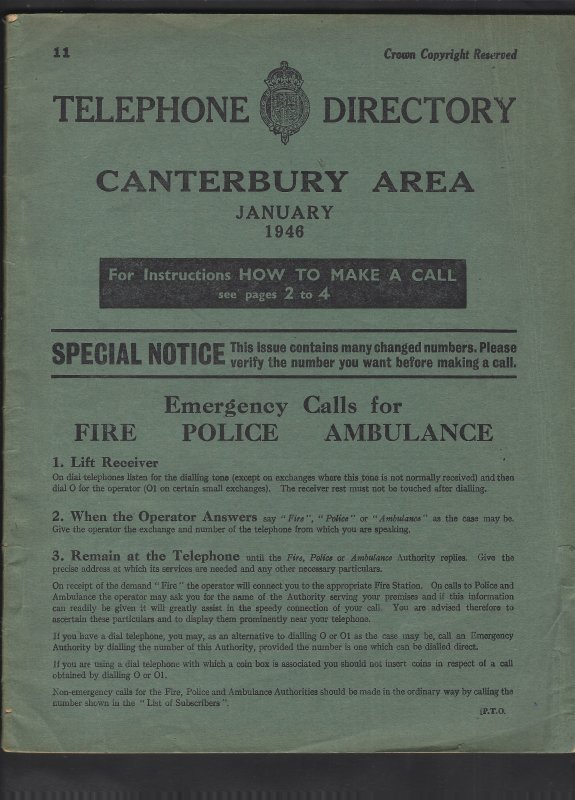 11 Crown Copyright Reserved
TELEPHONE DIRECTORY
CANTERBURY AREA
JANUARY
1946
For Instructions HOW TO MAKE A CALL
see pages 2 to 4
SPECIAL NOTICE This issue contains many changed numbers. Please
verify the number you want before making a call.
Emergency Calls for
FIRE POLICE AMBULANCE
1. Lift Receiver
On dial telephones listen for the dialling tone (except on exchanges where this tone is not normally received) and then
dial O for the operator (O1 on certain small exchanges). The receiver rest must not be touched after dialling.
2. When the Operator Answers say "Fire", "Police" or "Ambulance" as the case may be.
Give the operator the exchange and number of the telephone from which you are speaking.
3. Remain at the Telephone until the Fire, Police or Ambulance Authority replies. Give the
precise address at which its services are needed and any other necessary particulars.
On receipt of the demand "Fire" the operator will connect you to the appropriate Fire Station. On calls to Police and
Ambulance the operator may ask you for the name of the Authority serving your premises and if this information
can readily be given it will greatly assist in the speedy connection of your call. You are advised therefore to
ascertain these particulars and to display them prominently near your telephone.
If you have a dial telephone, you may, as an alternative to dialling O or O1 as the case may be, call an Emergency
Authority by dialling the number of this Authority, provided the number is one which can be dialled direct.
If you are using a dial telephone with which a coin box is associated you should not insert coins in respect of a call
obtained by dialling O or O1.
Non-emergency calls for the Fire, Police and Ambulance Authorities should be made in the ordinary way by calling the
number shown in the "List of Subscribers".
[P.T.O.